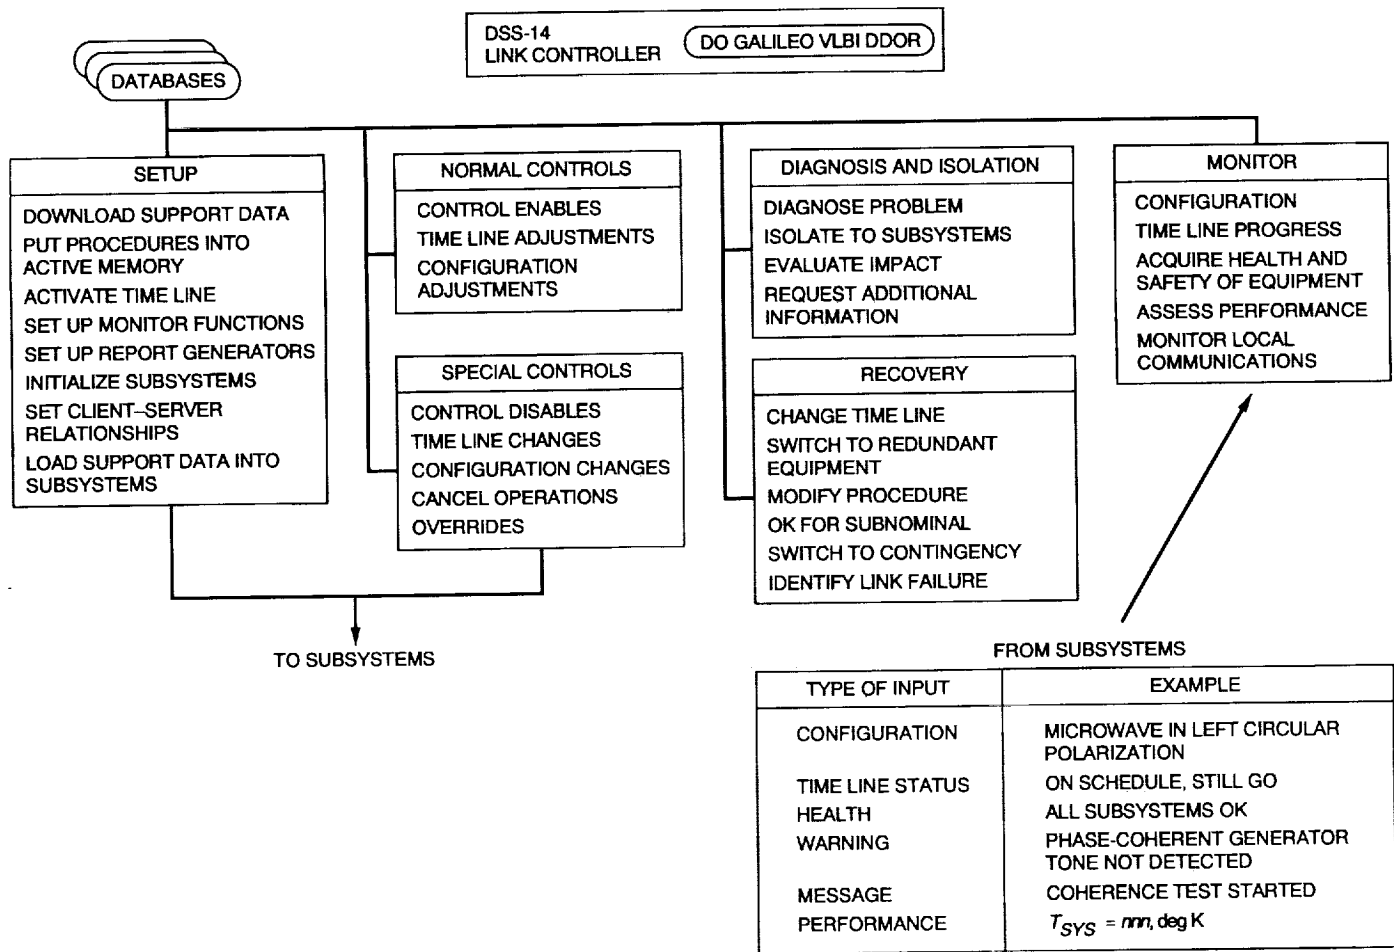 DSS-14
LINK CONTROLLER
DO GALILEO VLBI DDOR
DATABASES
SETUP
DOWNLOAD SUPPORT DATA
PUT PROCEDURES INTO
ACTIVE MEMORY
ACTIVATE TIME LINE
SET UP MONITOR FUNCTIONS
SET UP REPORT GENERATORS
INITIALIZE SUBSYSTEMS
SET CLIENT–SERVER
RELATIONSHIPS
LOAD SUPPORT DATA INTO
SUBSYSTEMS
NORMAL CONTROLS
CONTROL ENABLES
TIME LINE ADJUSTMENTS
CONFIGURATION
ADJUSTMENTS
SPECIAL CONTROLS
CONTROL DISABLES
TIME LINE CHANGES
CONFIGURATION CHANGES
CANCEL OPERATIONS
OVERRIDES
DIAGNOSIS AND ISOLATION
DIAGNOSE PROBLEM
ISOLATE TO SUBSYSTEMS
EVALUATE IMPACT
REQUEST ADDITIONAL
INFORMATION
RECOVERY
CHANGE TIME LINE
SWITCH TO REDUNDANT
EQUIPMENT
MODIFY PROCEDURE
OK FOR SUBNOMINAL
SWITCH TO CONTINGENCY
IDENTIFY LINK FAILURE
MONITOR
CONFIGURATION
TIME LINE PROGRESS
ACQUIRE HEALTH AND
SAFETY OF EQUIPMENT
ASSESS PERFORMANCE
MONITOR LOCAL
COMMUNICATIONS
TO SUBSYSTEMS
FROM SUBSYSTEMS
TYPE OF INPUT EXAMPLE
CONFIGURATION MICROWAVE IN LEFT CIRCULAR
POLARIZATION
TIME LINE STATUS ON SCHEDULE, STILL GO
HEALTH ALL SUBSYSTEMS OK
WARNING PHASE-COHERENT GENERATOR
TONE NOT DETECTED
MESSAGE COHERENCE TEST STARTED
PERFORMANCE T_SYS = nnn, deg K